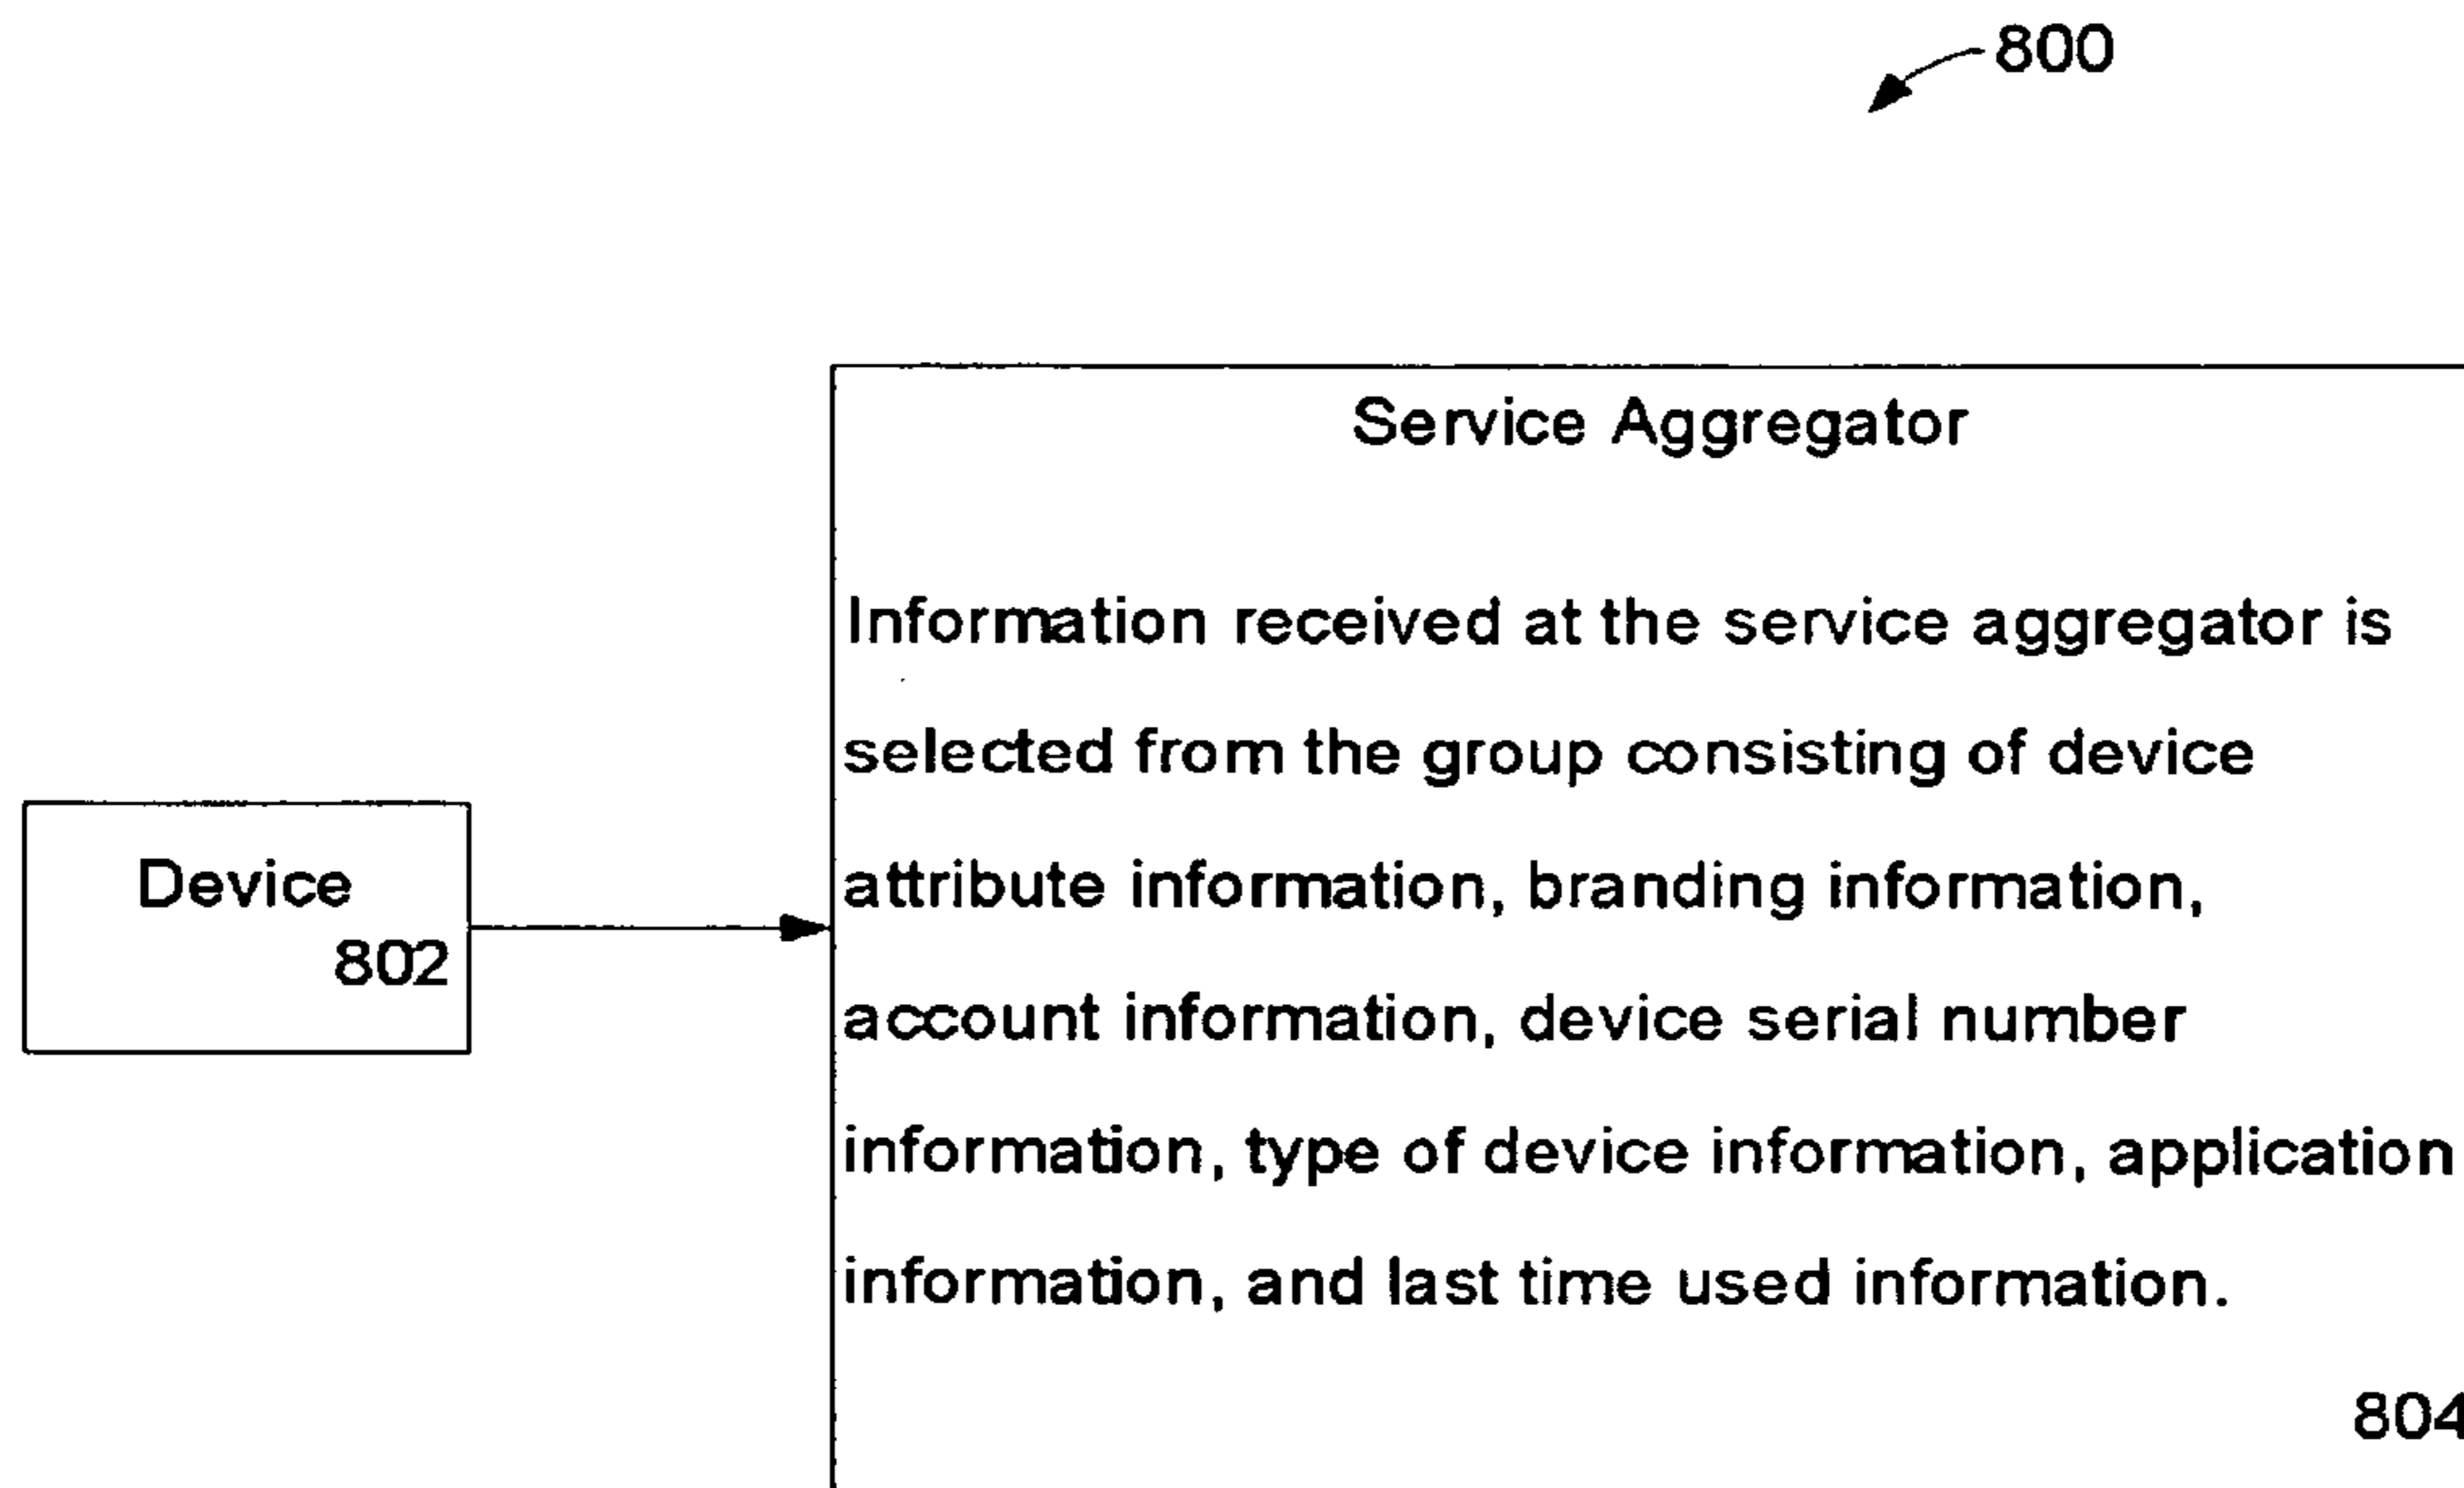 800
Service Aggregator
Information received at the service aggregator is
selected from the group consisting of device
attribute information, branding information,
account information, device serial number
information, type of device information, application
information, and last time used information.
804
Device
802